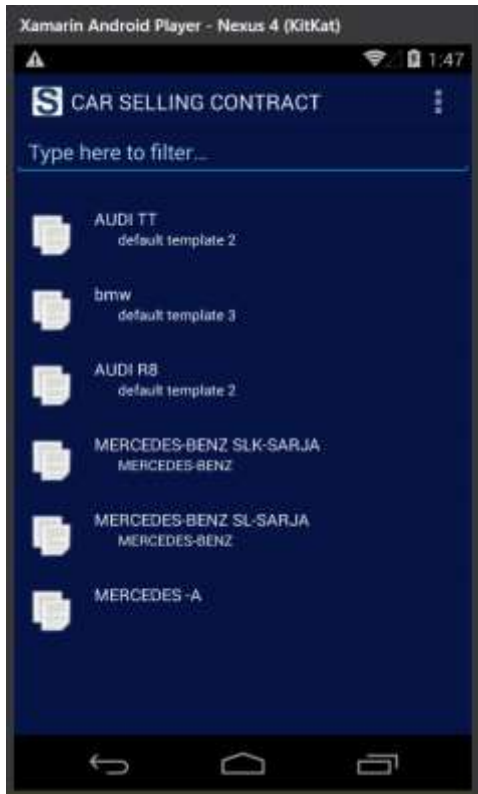 Xamarin Android Player - Nexus 4 (KitKat)
1:47
S CAR SELLING CONTRACT
Type here to filter...
AUDI TT
default template 2
bmw
default template 3
AUDI R8
default template 2
MERCEDES-BENZ SLK-SARJA
MERCEDES-BENZ
MERCEDES-BENZ SL-SARJA
MERCEDES-BENZ
MERCEDES -A